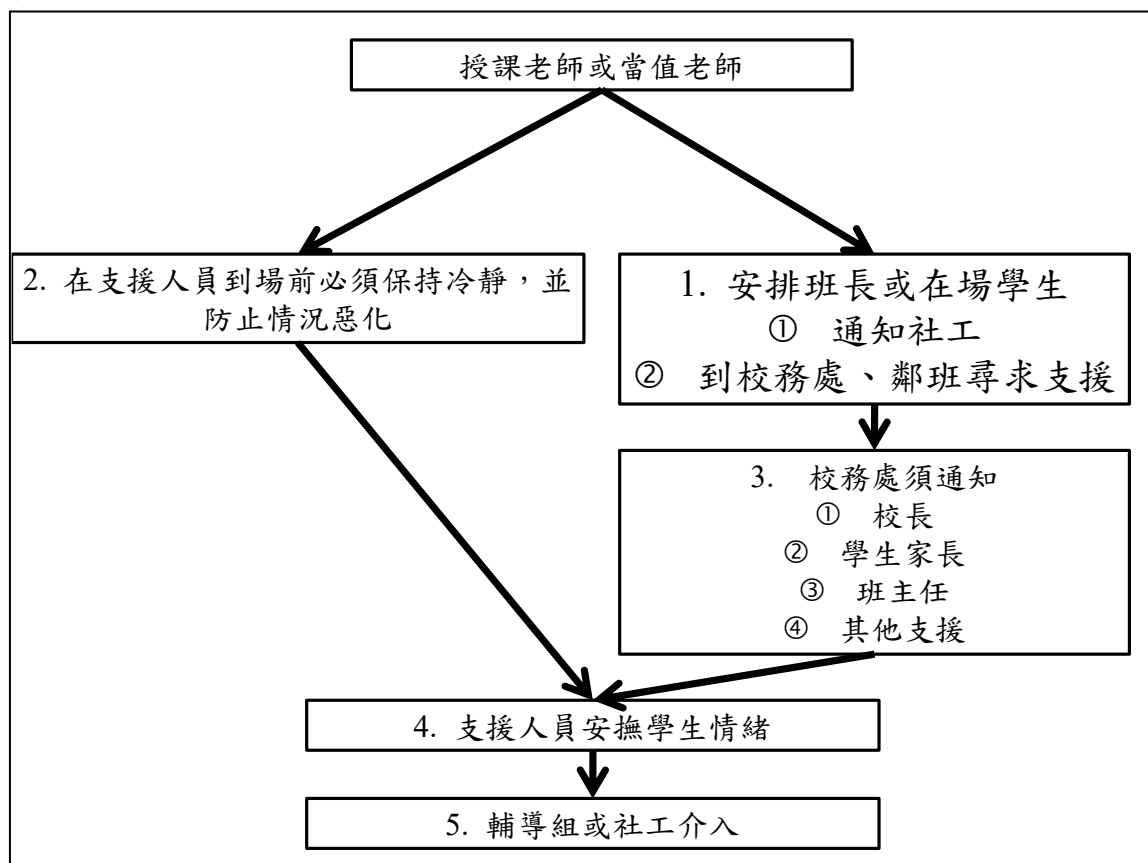 授課老師或當值老師
2. 在支援人員到場前必須保持冷靜，並
防止情況惡化
1. 安排班長或在場學生
① 通知社工
② 到校務處、鄰班尋求支援
3. 校務處須通知
① 校長
② 學生家長
③ 班主任
④ 其他支援
4. 支援人員安撫學生情緒
5. 輔導組或社工介入